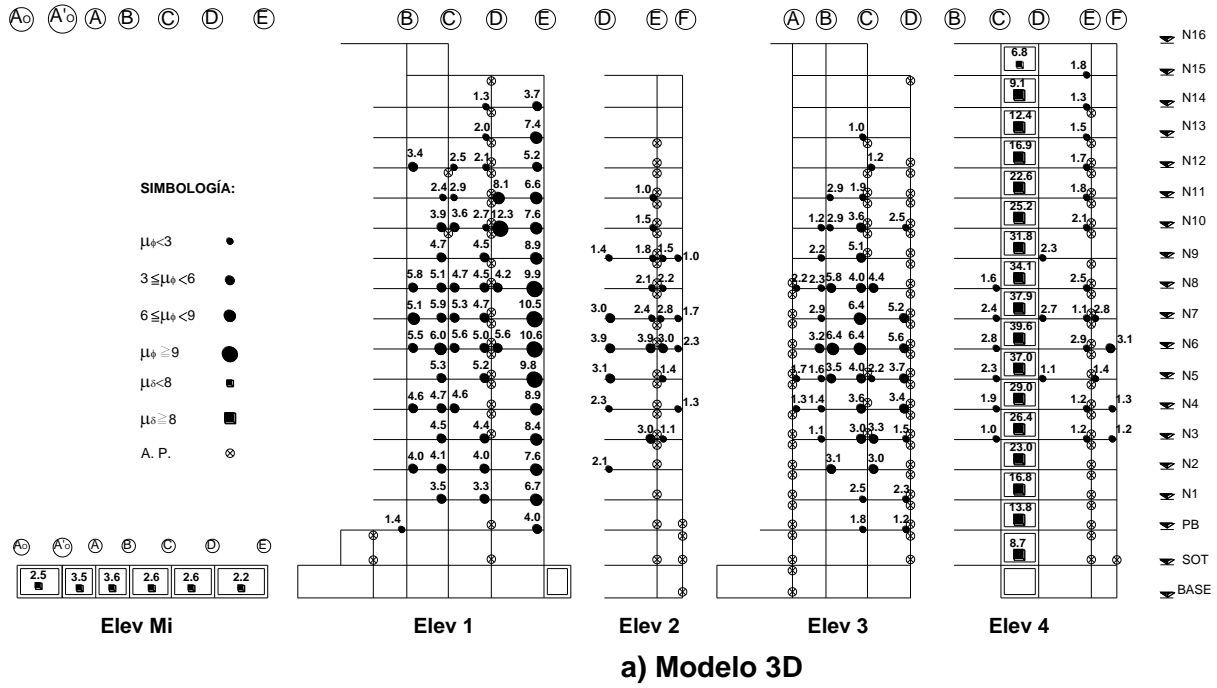 Ao A'o A B C D E B C D E D E F A B C D B C D E F
N16
6.8
N15
1.8
9.1
1.3 3.7 1.3 N14
12.4
2.0 7.4 1.0 1.5 N13
16.9
3.4 2.5 2.1 5.2 1.2 1.7 N12
22.6
SIMBOLOGÍA:
2.4 2.9 8.1 6.6 1.0 2.9 1.9 1.8 N11
25.2
3.9 3.6 2.7 12.3 7.6 1.5 1.2 2.9 3.6 2.5 2.1 N10
μϕ<3
31.8
4.7 4.5 8.9 1.4 1.8 1.5 1.0 2.2 5.1 2.3 N9
3≦μϕ<6
34.1
5.8 5.1 4.7 4.5 4.2 9.9 2.1 2.2 2.2 2.3 5.8 4.0 4.4 1.6 2.5 N8
6≦μϕ<9
37.9
5.1 5.9 5.3 4.7 10.5 3.0 2.4 2.8 1.7 2.9 6.4 5.2 2.4 2.7 1.1 2.8 N7
μϕ≧9
39.6
5.5 6.0 5.6 5.0 5.6 10.6 3.9 3.9 3.0 2.3 3.2 6.4 6.4 5.6 2.8 2.9 3.1 N6
37.0
5.3 5.2 9.8 3.1 1.4 1.7 1.6 3.5 4.0 2.2 3.7 2.3 1.1 1.4 N5
μδ<8
29.0
4.6 4.7 4.6 8.9 2.3 1.3 1.3 1.4 3.6 3.4 1.9 1.2 1.3 N4
μδ≧8
26.4
4.5 4.4 8.4 3.0 1.1 1.1 3.0 3.3 1.5 1.0 1.2 1.2 N3
A. P.
23.0
4.0 4.1 4.0 7.6 2.1 3.1 3.0 N2
16.8
3.5 3.3 6.7 2.5 2.3 N1
13.8
1.4 4.0 1.8 1.2 PB
Ao A'o A B C D E
8.7
SOT
2.5 3.5 3.6 2.6 2.6 2.2
BASE
Elev Mi Elev 1 Elev 2 Elev 3 Elev 4
a) Modelo 3D